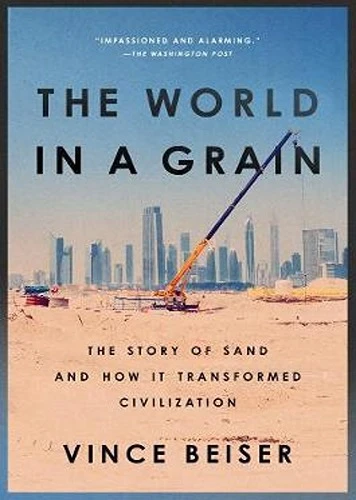 "IMPASSIONED AND ALARMING."
—THE WASHINGTON POST
THE WORLD
IN A GRAIN
THE STORY OF SAND
AND HOW IT TRANSFORMED
CIVILIZATION
VINCE BEISER